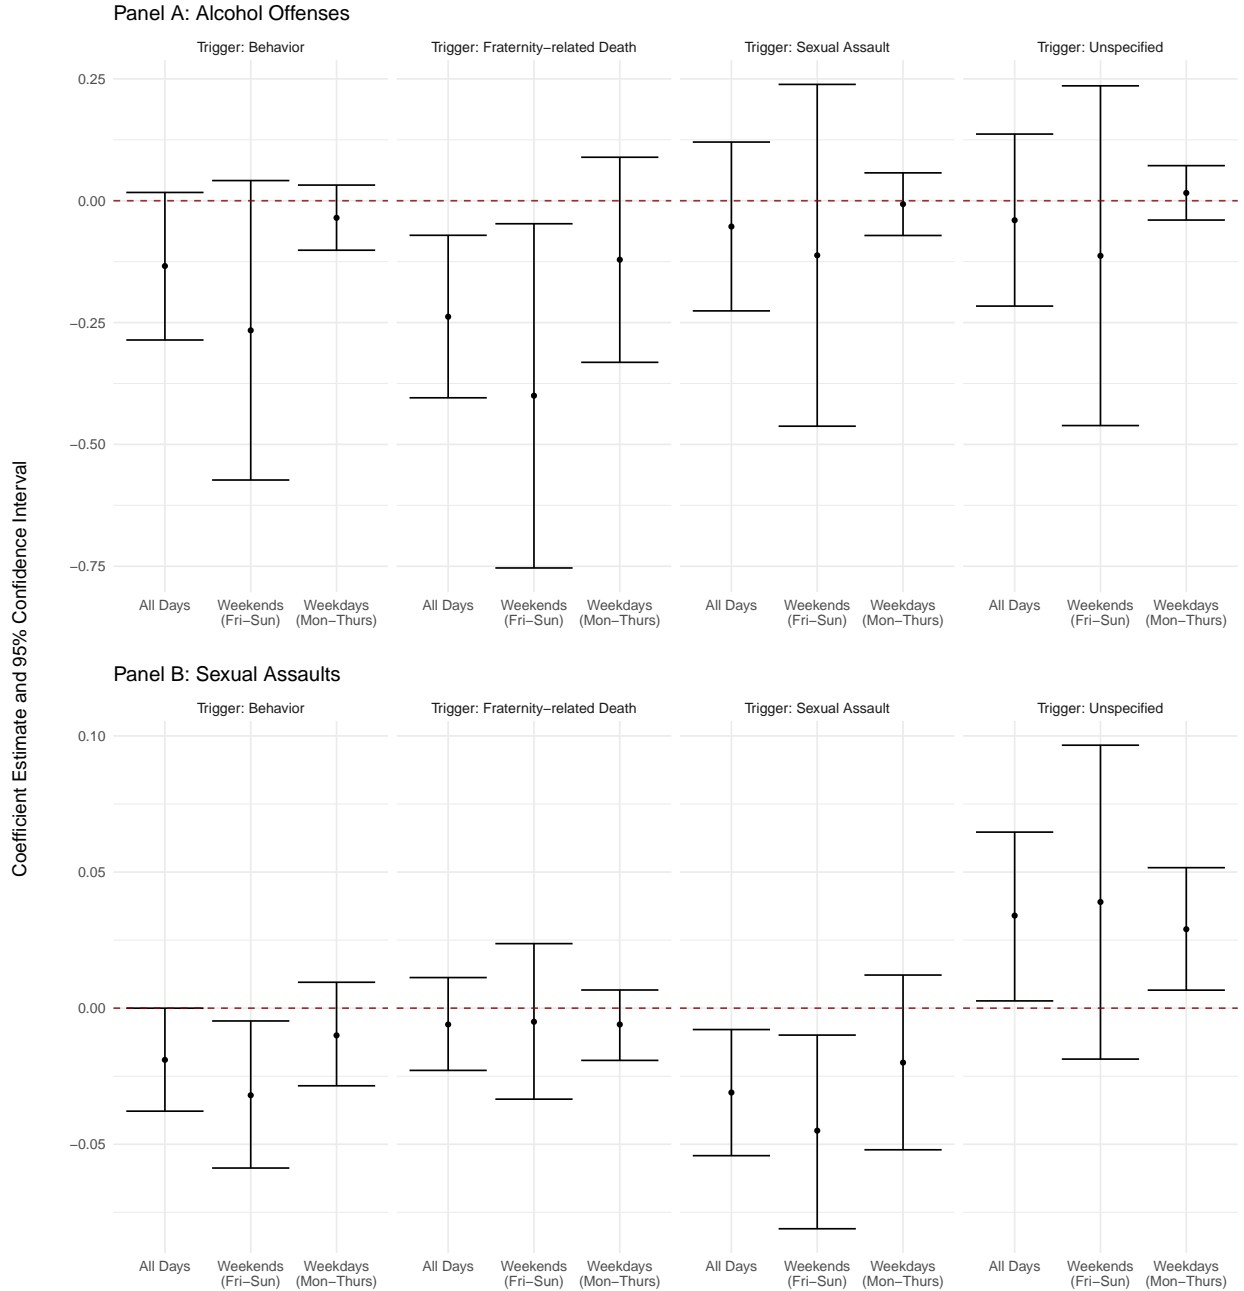 Panel A: Alcohol Offenses
Trigger: Behavior Trigger: Fraternity−related Death Trigger: Sexual Assault Trigger: Unspecified
0.25
0.00
−0.25
−0.50
−0.75
All Days Weekends (Fri−Sun) Weekdays (Mon−Thurs) All Days Weekends (Fri−Sun) Weekdays (Mon−Thurs) All Days Weekends (Fri−Sun) Weekdays (Mon−Thurs) All Days Weekends (Fri−Sun) Weekdays (Mon−Thurs)
Coefficient Estimate and 95% Confidence Interval
Panel B: Sexual Assaults
Trigger: Behavior Trigger: Fraternity−related Death Trigger: Sexual Assault Trigger: Unspecified
0.10
0.05
0.00
−0.05
All Days Weekends (Fri−Sun) Weekdays (Mon−Thurs) All Days Weekends (Fri−Sun) Weekdays (Mon−Thurs) All Days Weekends (Fri−Sun) Weekdays (Mon−Thurs) All Days Weekends (Fri−Sun) Weekdays (Mon−Thurs)